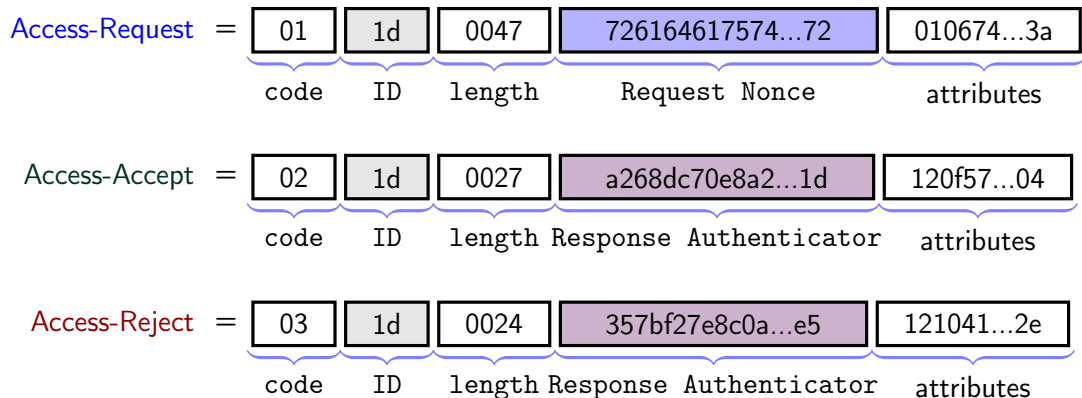 Access-Request = 01 1d 0047 726164617574...72 010674...3a
code ID length Request Nonce attributes
Access-Accept = 02 1d 0027 a268dc70e8a2...1d 120f57...04
code ID length Response Authenticator attributes
Access-Reject = 03 1d 0024 357bf27e8c0a...e5 121041...2e
code ID length Response Authenticator attributes